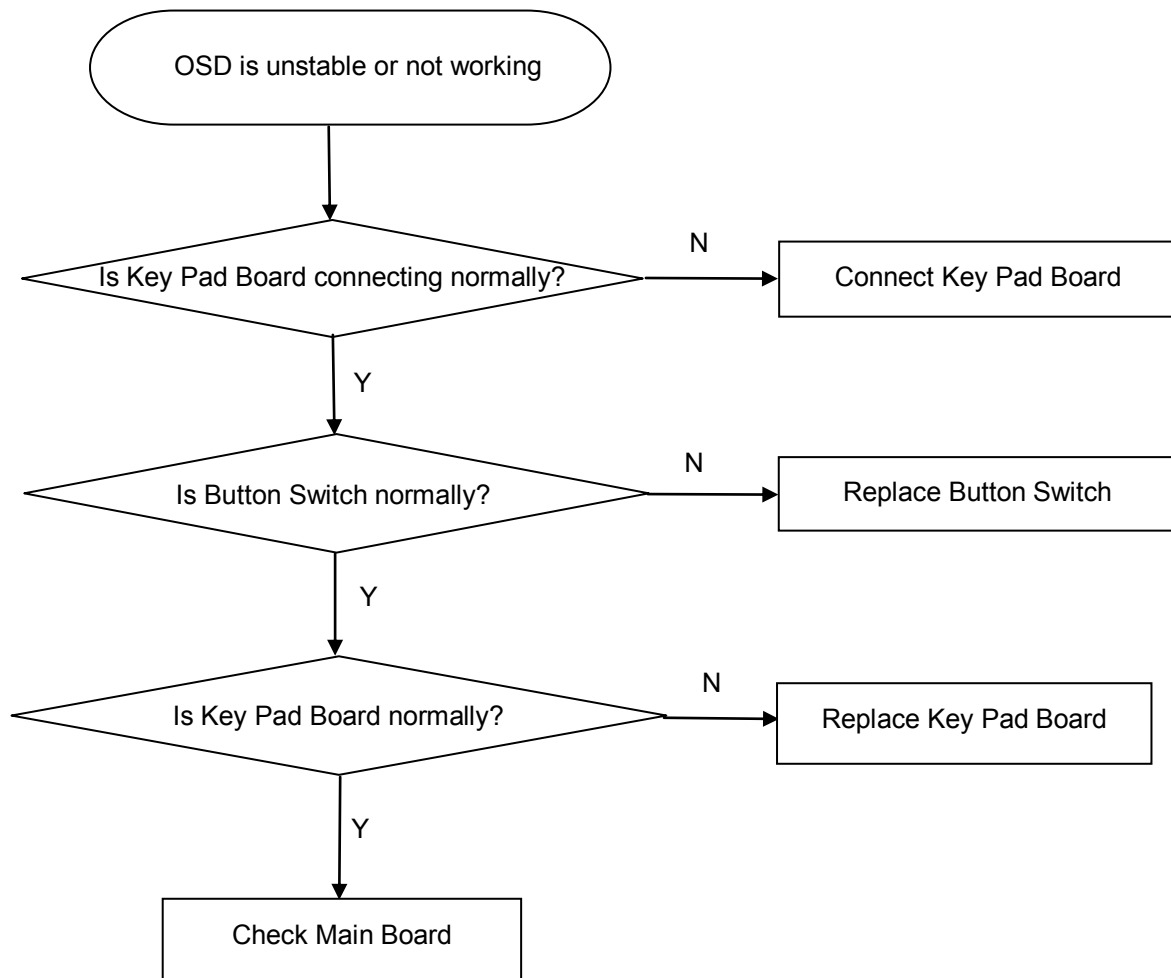 OSD is unstable or not working
N
Is Key Pad Board connecting normally?
Connect Key Pad Board
Y
N
Is Button Switch normally?
Replace Button Switch
Y
N
Is Key Pad Board normally?
Replace Key Pad Board
Y
Check Main Board